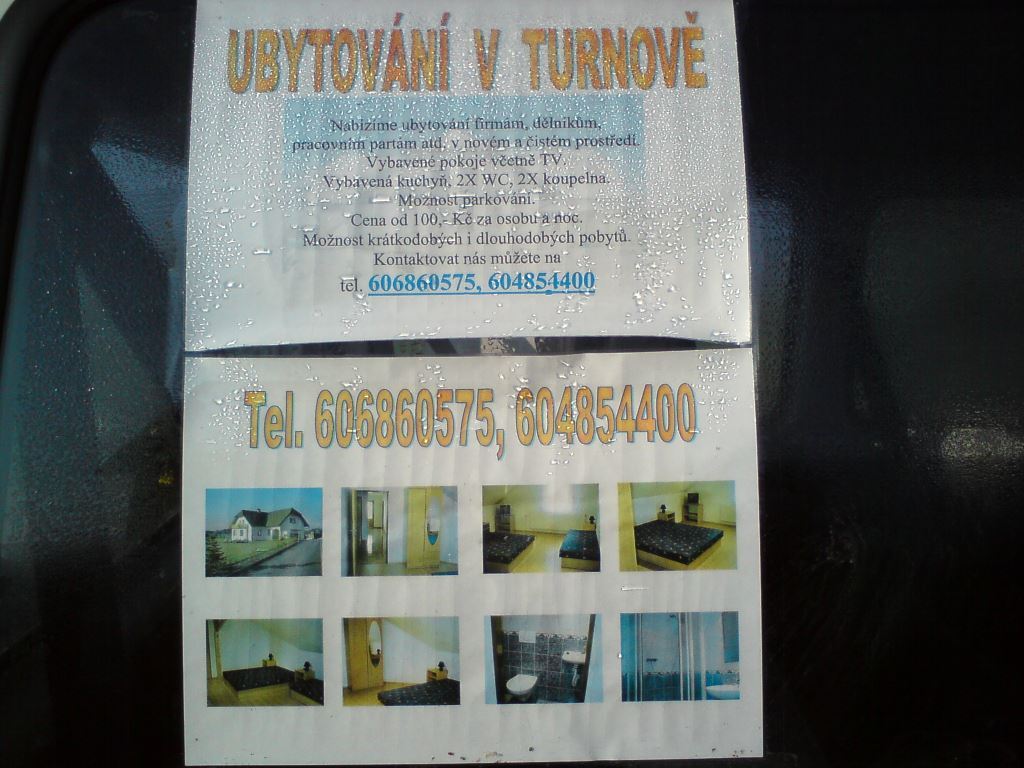 UBYTOVÁNÍ V TURNOVĚ
Nabízíme ubytování firmám, dělníkům,
pracovním partám atd, v novém a čistém prostředí.
Vybavené pokoje včetně TV.
Vybavená kuchyň, 2X WC, 2X koupelna.
Možnost parkování.
Cena od 100,- Kč za osobu a noc.
Možnost krátkodobých i dlouhodobých pobytů.
Kontaktovat nás můžete na
tel. 606860575, 604854400
Tel. 606860575, 604854400